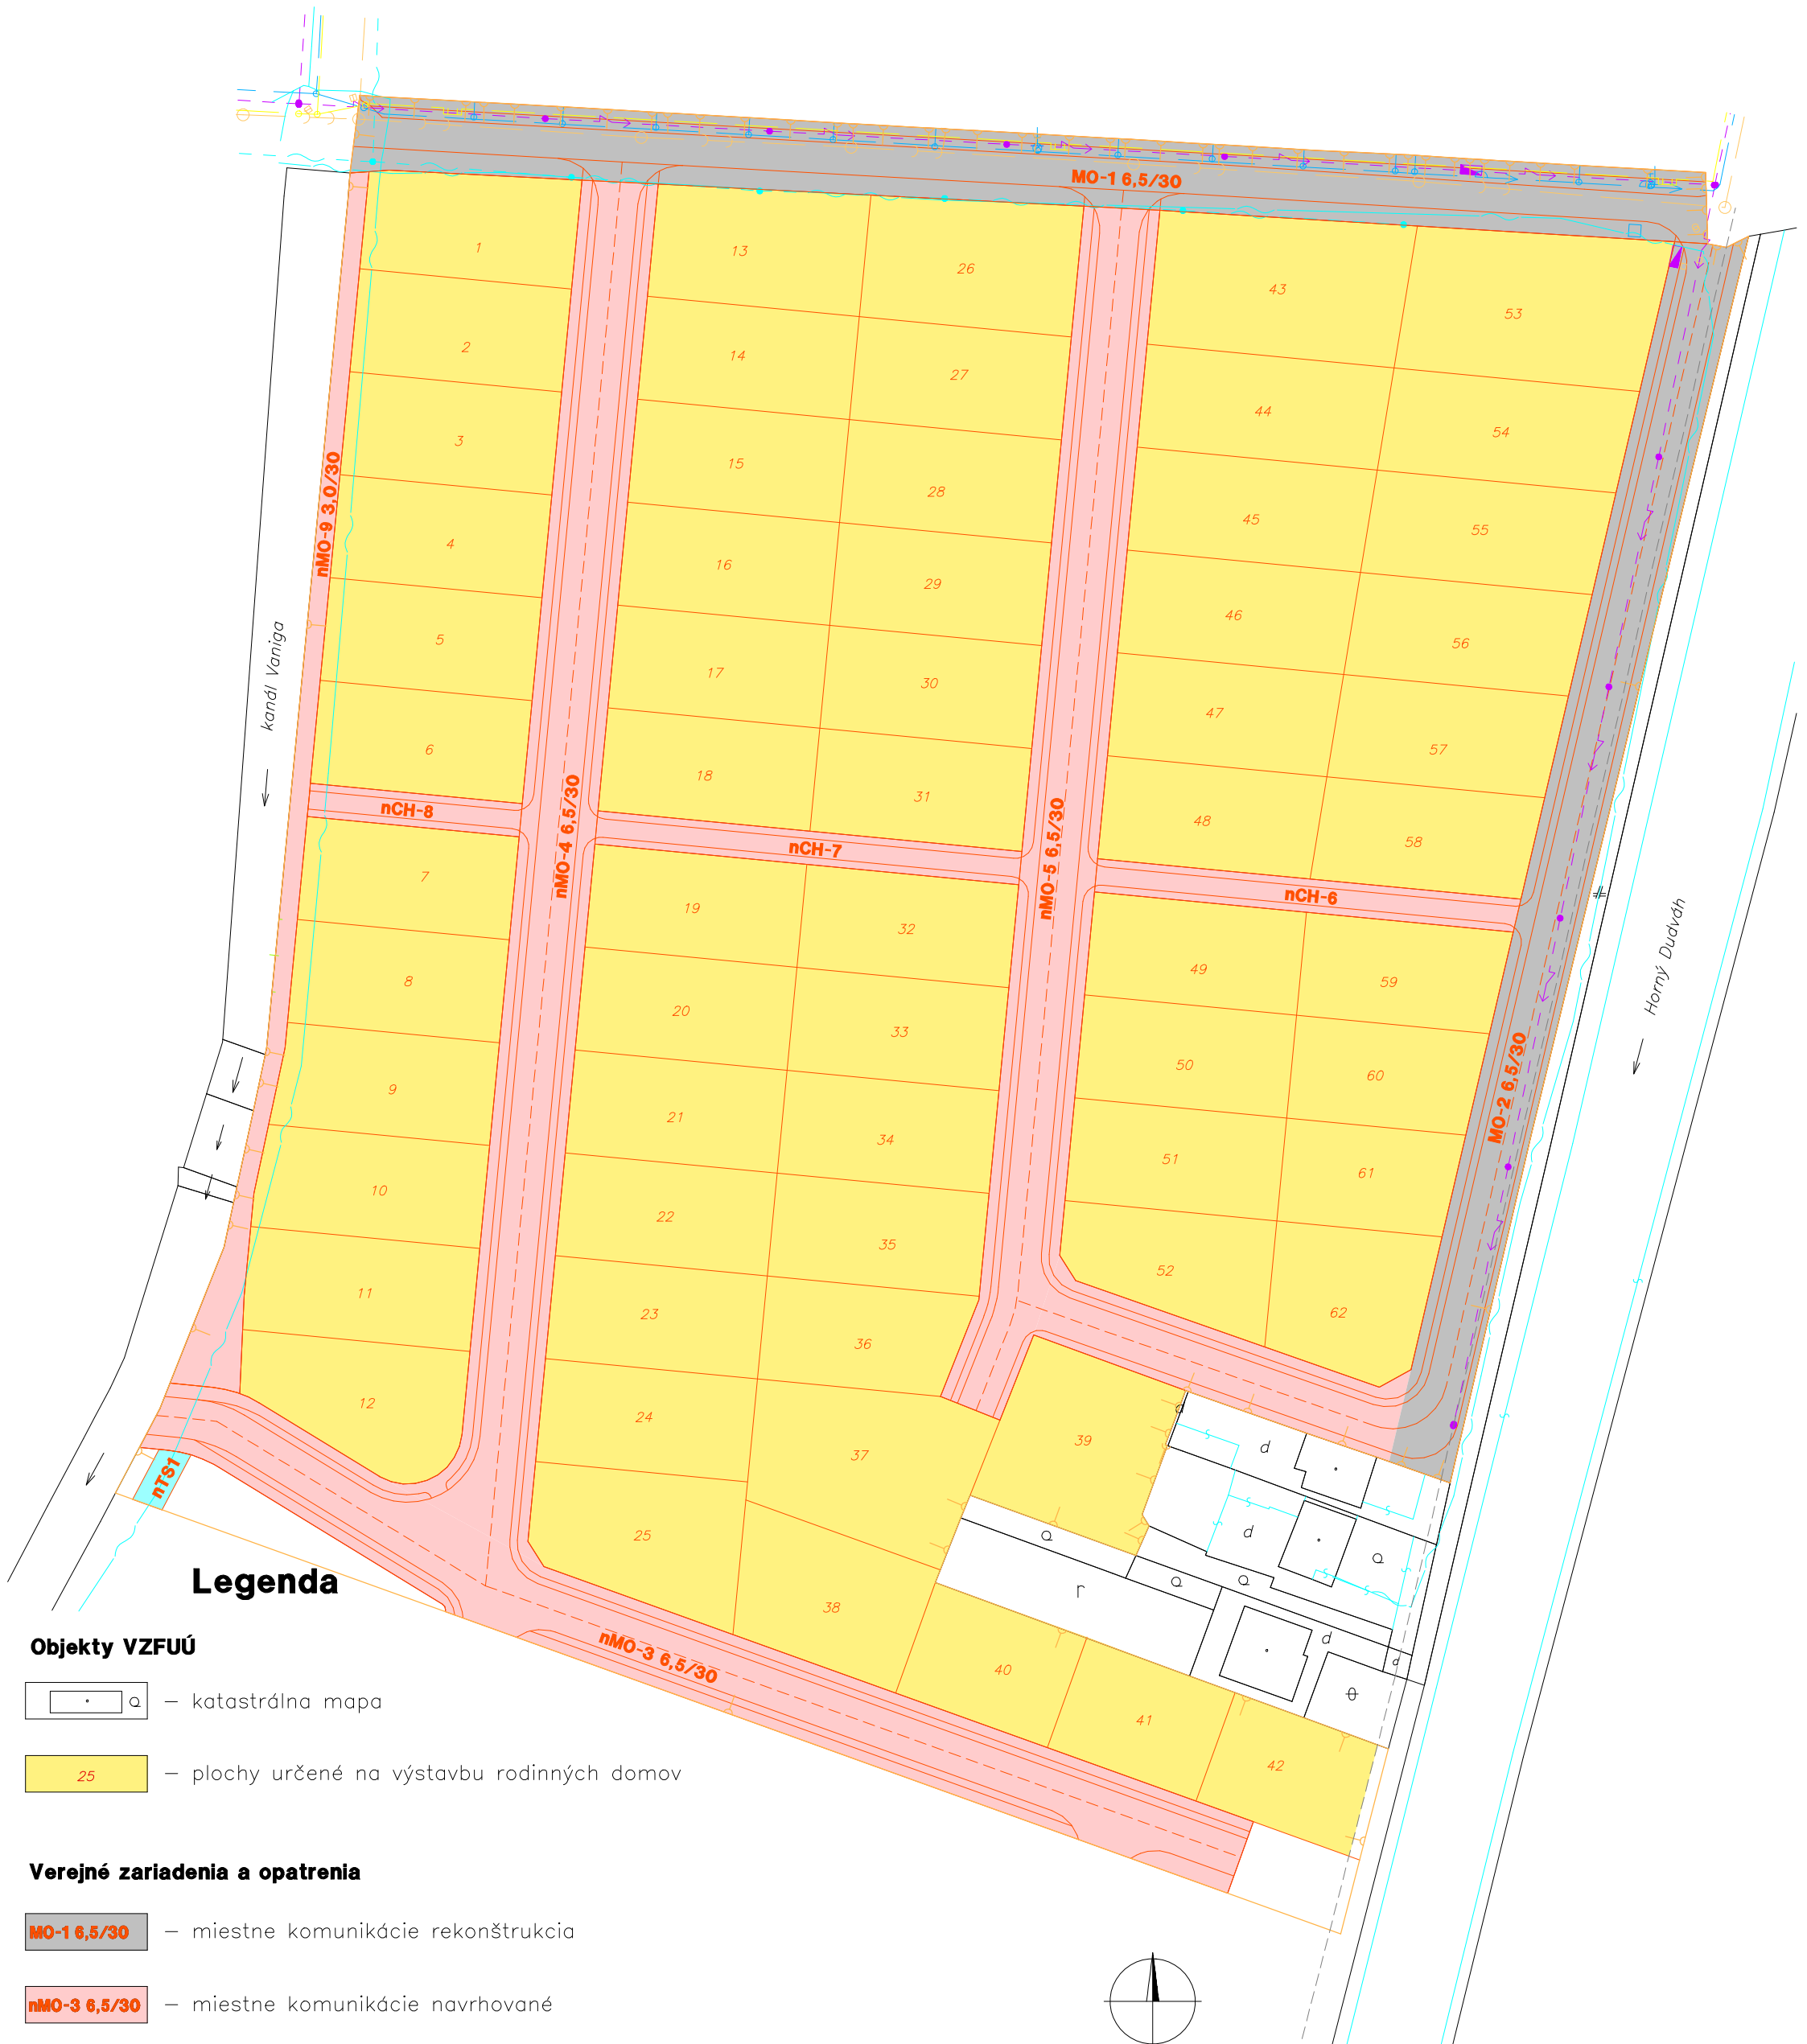 MO-1 6,5/30
1
13
26
43
53
2
14
27
44
54
3
15
28
45
55
nMO-9 3,0/30
4
16
29
46
56
5
17
30
47
57
kanál Vaniga
6
18
31
48
58
nCH-8
nMO-4 6,5/30
nCH-7
nMO-5 6,5/30
nCH-6
Horný Dudváh
7
19
32
49
59
8
20
33
50
60
MO-2 6,5/30
9
21
34
51
61
10
22
35
52
62
11
23
36
12
24
37
39
d
d
r
d
d
nTS1
25
38
40
41
42
nMO-3 6,5/30
Legenda
Objekty VZFUÚ
– katastrálna mapa
25 – plochy určené na výstavbu rodinných domov
Verejné zariadenia a opatrenia
MO-1 6,5/30 – miestne komunikácie rekonštrukcia
nMO-3 6,5/30 – miestne komunikácie navrhované